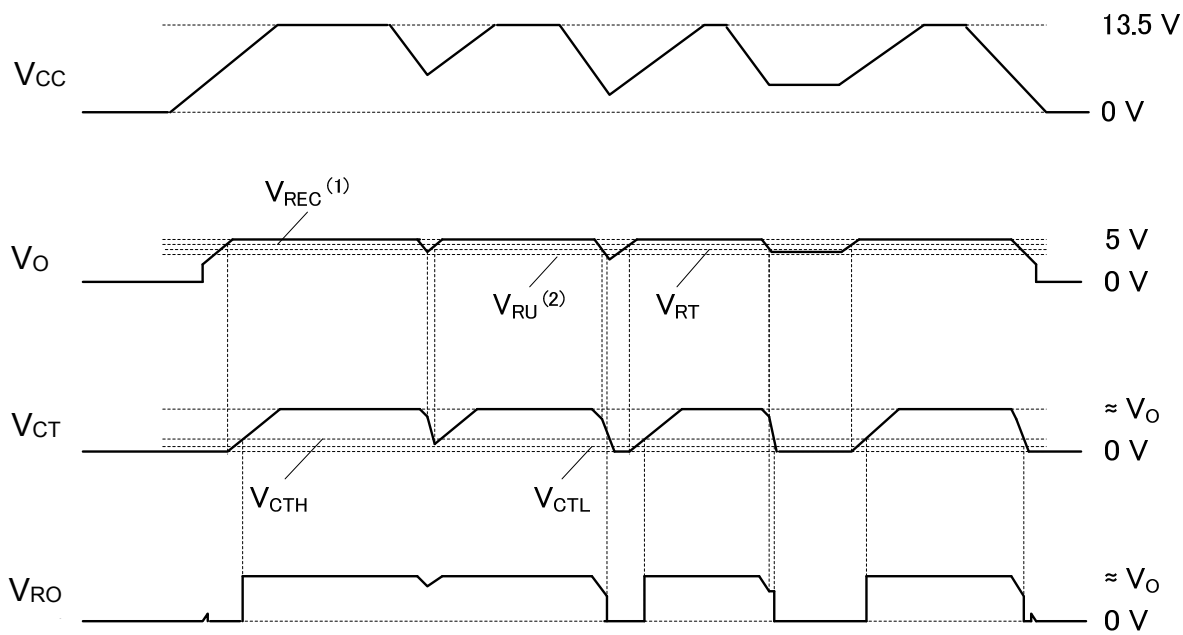 13.5 V
VCC
0 V
VREC (1)
VO
5 V
0 V
VRU (2)
VRT
VCT
≈ VO
0 V
VCTH
VCTL
VRO
≈ VO
0 V